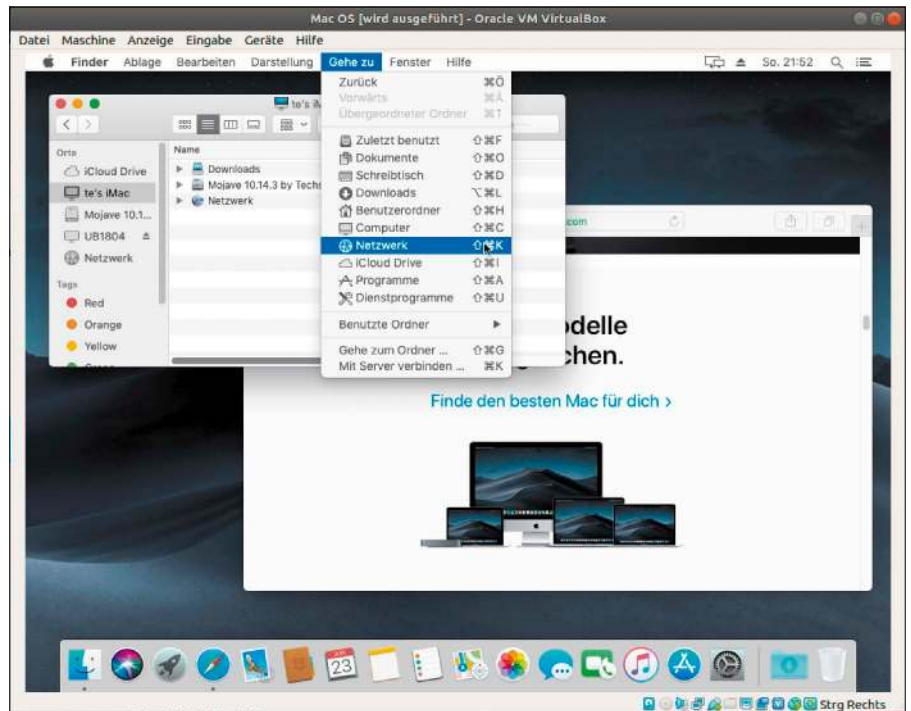 Mac OS [wird ausgeführt] - Oracle VM VirtualBox
Datei Maschine Anzeige Eingabe Geräte Hilfe
Finder Ablage Bearbeiten Darstellung Gehe zu Fenster Hilfe So. 21:52
te's
Orte
iCloud Drive
te's iMac
Mojave 10.1...
UB1804
Netzwerk
Tags
Red
Orange
Yellow
Name
Downloads
Mojave 10.14.3 by Techs
Netzwerk
Zurück ⌘Ö
Vorwärts ⌘Ä
Übergeordneter Ordner ⌘↑
Zuletzt benutzt ⇧⌘F
Dokumente ⇧⌘O
Schreibtisch ⇧⌘D
Downloads ⌥⌘L
Benutzerordner ⇧⌘H
Computer ⇧⌘C
Netzwerk ⇧⌘K
iCloud Drive ⇧⌘I
Programme ⇧⌘A
Dienstprogramme ⇧⌘U
Benutzte Ordner
Gehe zum Ordner ... ⇧⌘G
Mit Server verbinden ... ⌘K
com
delle
chen.
Finde den besten Mac für dich >
23
Strg Rechts